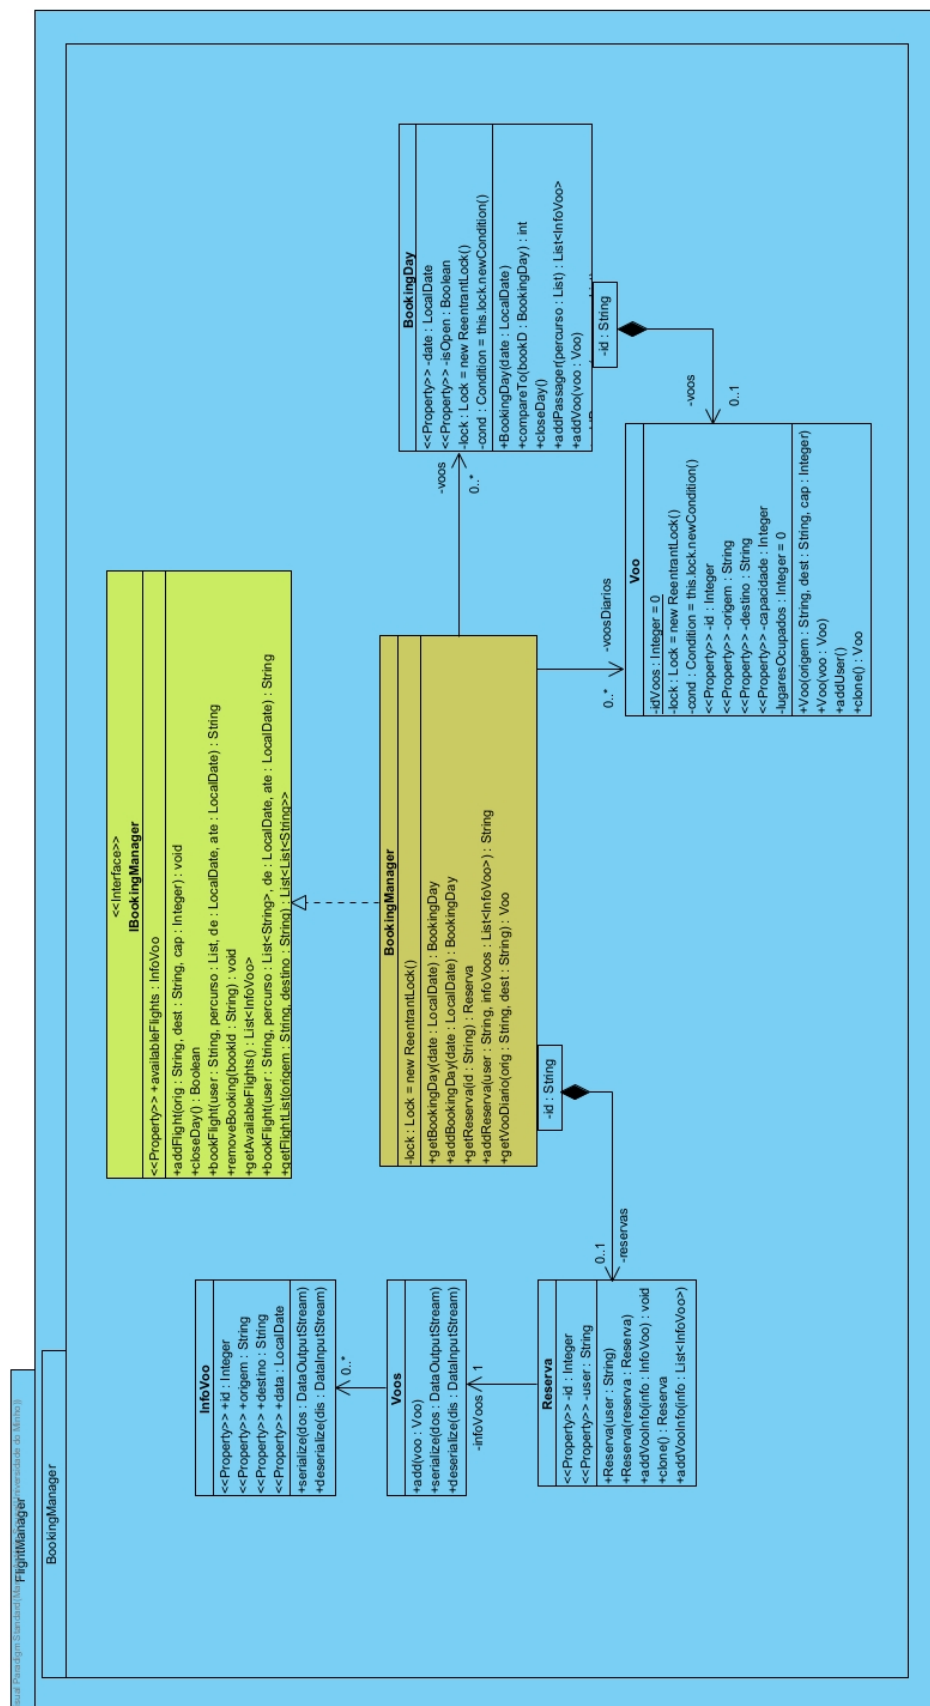 Visual Paradigm Standard(
Universidade do Minho)
FlightManager
BookingManager
<<Interface>>
IBookingManager
<<Property>> +availableFlights : InfoVoo
+addFlight(orig : String, dest : String, cap : Integer) : void
+closeDay() : Boolean
+bookFlight(user : String, percurso : List, de : LocalDate, ate : LocalDate) : String
+removeBooking(bookId : String) : void
+getAvailableFlights() : List<InfoVoo>
+bookFlight(user : String, percurso : List<String>, de : LocalDate, ate : LocalDate) : String
+getFlightList(origem : String, destino : String) : List<List<String>>
InfoVoo
<<Property>> +id : Integer
<<Property>> +origem : String
<<Property>> +destino : String
<<Property>> +data : LocalDate
+serialize(dos : DataOutputStream)
+deserialize(dis : DataInputStream)
0..*
Voos
+add(voo : Voo)
+serialize(dos : DataOutputStream)
+deserialize(dis : DataInputStream)
-infoVoos
1
Reserva
<<Property>> -id : Integer
<<Property>> -user : String
+Reserva(user : String)
+Reserva(reserva : Reserva)
+addVooInfo(info : InfoVoo) : void
+clone() : Reserva
+addVooInfo(info : List<InfoVoo>)
0..1
-reservas
-id : String
BookingManager
-lock : Lock = new ReentrantLock()
+getBookingDay(date : LocalDate) : BookingDay
+addBookingDay(date : LocalDate) : BookingDay
+getReserva(id : String) : Reserva
+addReserva(user : String, infoVoos : List<InfoVoo>) : String
+getVooDiario(orig : String, dest : String) : Voo
-voos
0..*
0..*
-voosDiarios
BookingDay
<<Property>> -date : LocalDate
<<Property>> -isOpen : Boolean
-lock : Lock = new ReentrantLock()
-cond : Condition = this.lock.newCondition()
+BookingDay(date : LocalDate)
+compareTo(bookD : BookingDay) : int
+closeDay()
+addPassager(percurso : List) : List<InfoVoo>
+addVoo(voo : Voo)
-id : String
-voos
0..1
Voo
-idVoos : Integer = 0
-lock : Lock = new ReentrantLock()
-cond : Condition = this.lock.newCondition()
<<Property>> -id : Integer
<<Property>> -origem : String
<<Property>> -destino : String
<<Property>> -capacidade : Integer
-lugaresOcupados : Integer = 0
+Voo(origem : String, dest : String, cap : Integer)
+Voo(voo : Voo)
+addUser()
+clone() : Voo